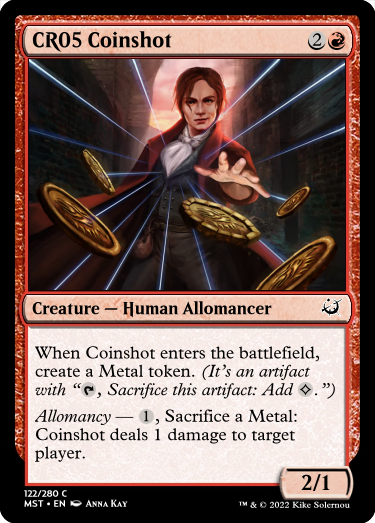 CR05 Coinshot 2
Creature — Human Allomancer
When Coinshot enters the battlefield,
create a Metal token. (It's an artifact
with “, Sacrifice this artifact: Add .”)
Allomancy — 1, Sacrifice a Metal:
Coinshot deals 1 damage to target
player.
2/1
122/280 C
MST • EN Anna Kay
™ & © 2022 Kike Solernou